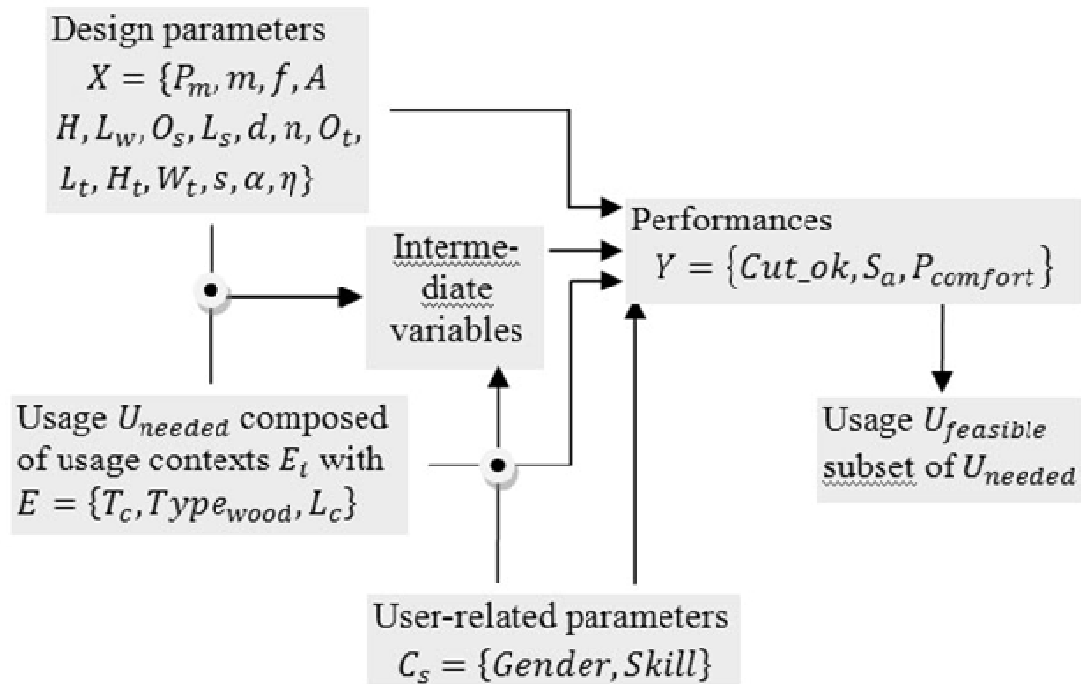 Design parameters
X = {P_m, m, f, A
H, L_w, O_s, L_s, d, n, O_t,
L_t, H_t, W_t, s, α, η}
Interme-
diate
variables
Performances
Y = {Cut_ok, S_a, P_comfort}
Usage U_needed composed
of usage contexts E_i with
E = {T_c, Type_wood, L_c}
Usage U_feasible
subset of U_needed
User-related parameters
C_s = {Gender, Skill}